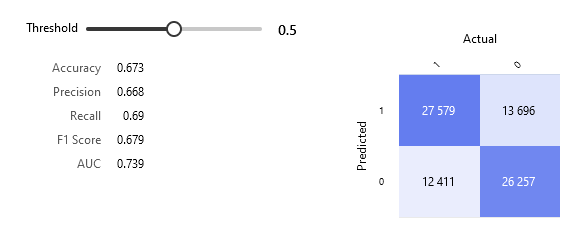 Threshold 0.5
Accuracy 0.673
Precision 0.668
Recall 0.69
F1 Score 0.679
AUC 0.739
Actual
1 0
Predicted
1 27 579 13 696
0 12 411 26 257